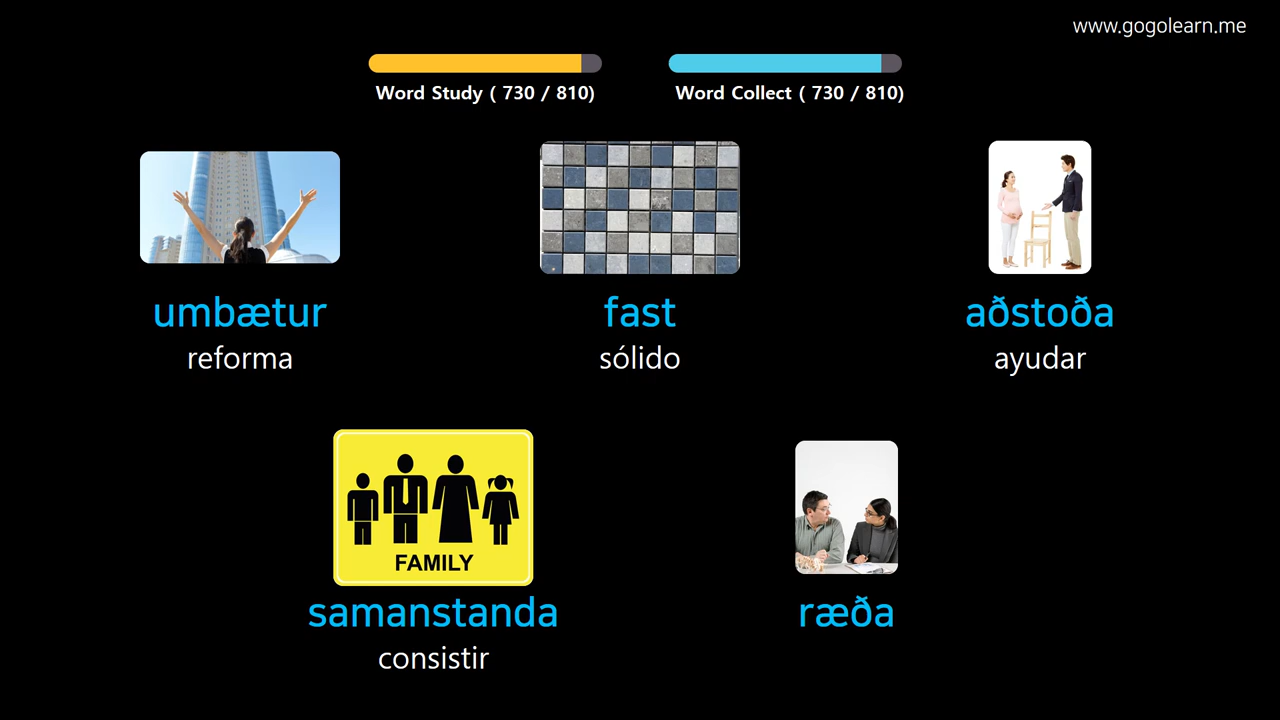 www.gogolearn.me
Word Study ( 730 / 810)
Word Collect ( 730 / 810)
umbætur
reforma
fast
sólido
aðstoða
ayudar
FAMILY
samanstanda
consistir
ræða